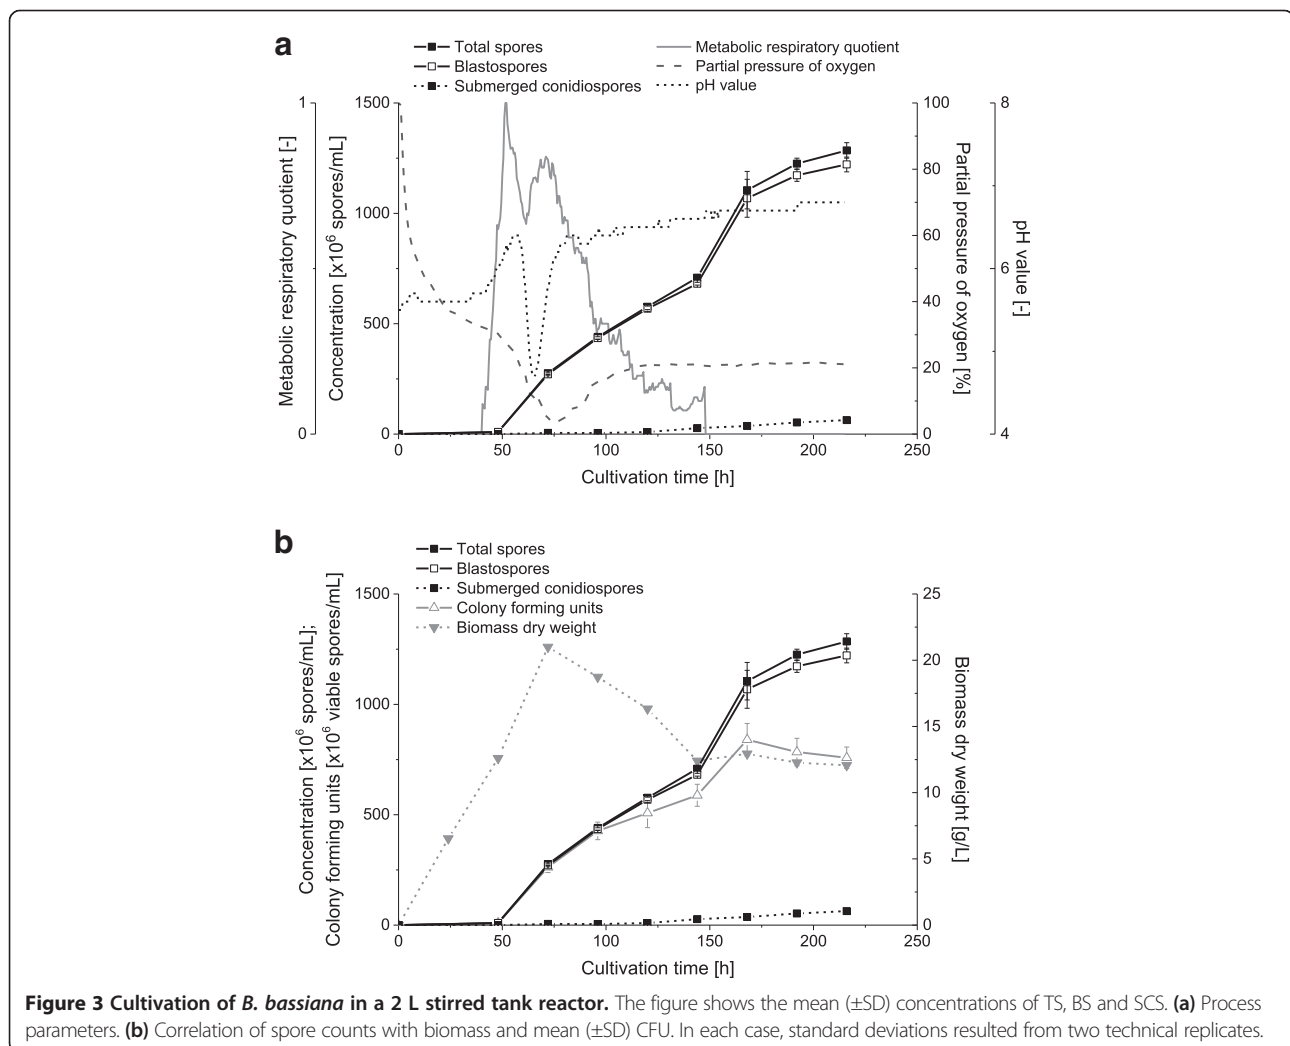 a
Total spores
Blastospores
Submerged conidiospores
Metabolic respiratory quotient
Partial pressure of oxygen
pH value
1
0
Metabolic respiratory quotient [-]
1500
1000
500
0
Concentration [x10⁶ spores/mL]
100
80
60
40
20
0
Partial pressure of oxygen [%]
8
6
4
pH value [-]
0 50 100 150 200 250
Cultivation time [h]
b
Total spores
Blastospores
Submerged conidiospores
Colony forming units
Biomass dry weight
1500
1000
500
0
Concentration [x10⁶ spores/mL];
Colony forming units [x10⁶ viable spores/mL]
25
20
15
10
5
0
Biomass dry weight [g/L]
0 50 100 150 200 250
Cultivation time [h]
Figure 3 Cultivation of B. bassiana in a 2 L stirred tank reactor. The figure shows the mean (±SD) concentrations of TS, BS and SCS. (a) Process
parameters. (b) Correlation of spore counts with biomass and mean (±SD) CFU. In each case, standard deviations resulted from two technical replicates.